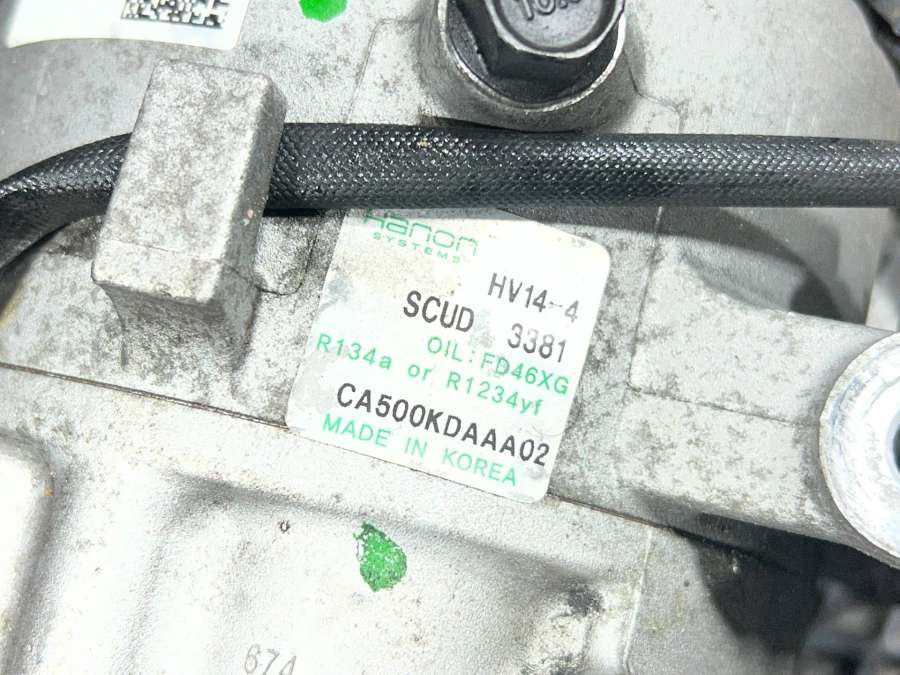 Hanon
SYSTEMS
HV14-4
SCUD 3381
OIL:FD46XG
R134a or R1234yf
CA500KDAAA02
MADE IN KOREA
674